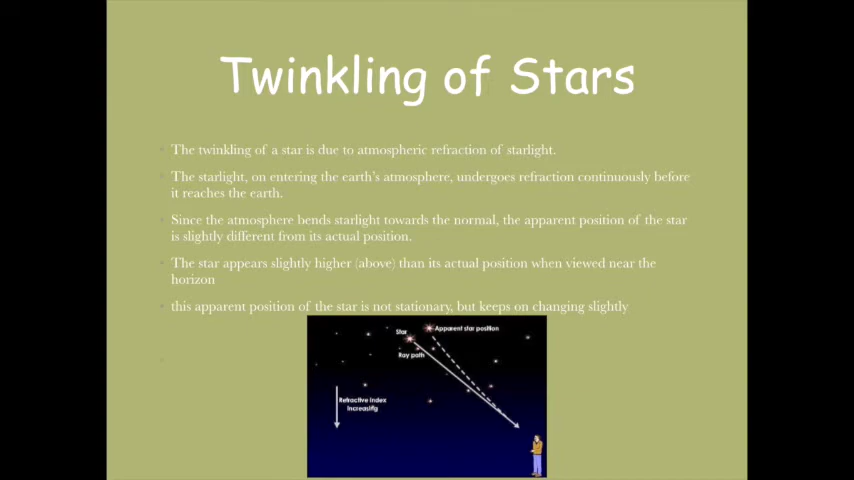 Twinkling of Stars
The twinkling of a star is due to atmospheric refraction of starlight.
The starlight, on entering the earth's atmosphere, undergoes refraction continuously before
it reaches the earth.
Since the atmosphere bends starlight towards the normal, the apparent position of the star
is slightly different from its actual position.
The star appears slightly higher (above) than its actual position when viewed near the
horizon
this apparent position of the star is not stationary, but keeps on changing slightly
Star
Apparent star position
Ray path
Refractive Index
Increasing